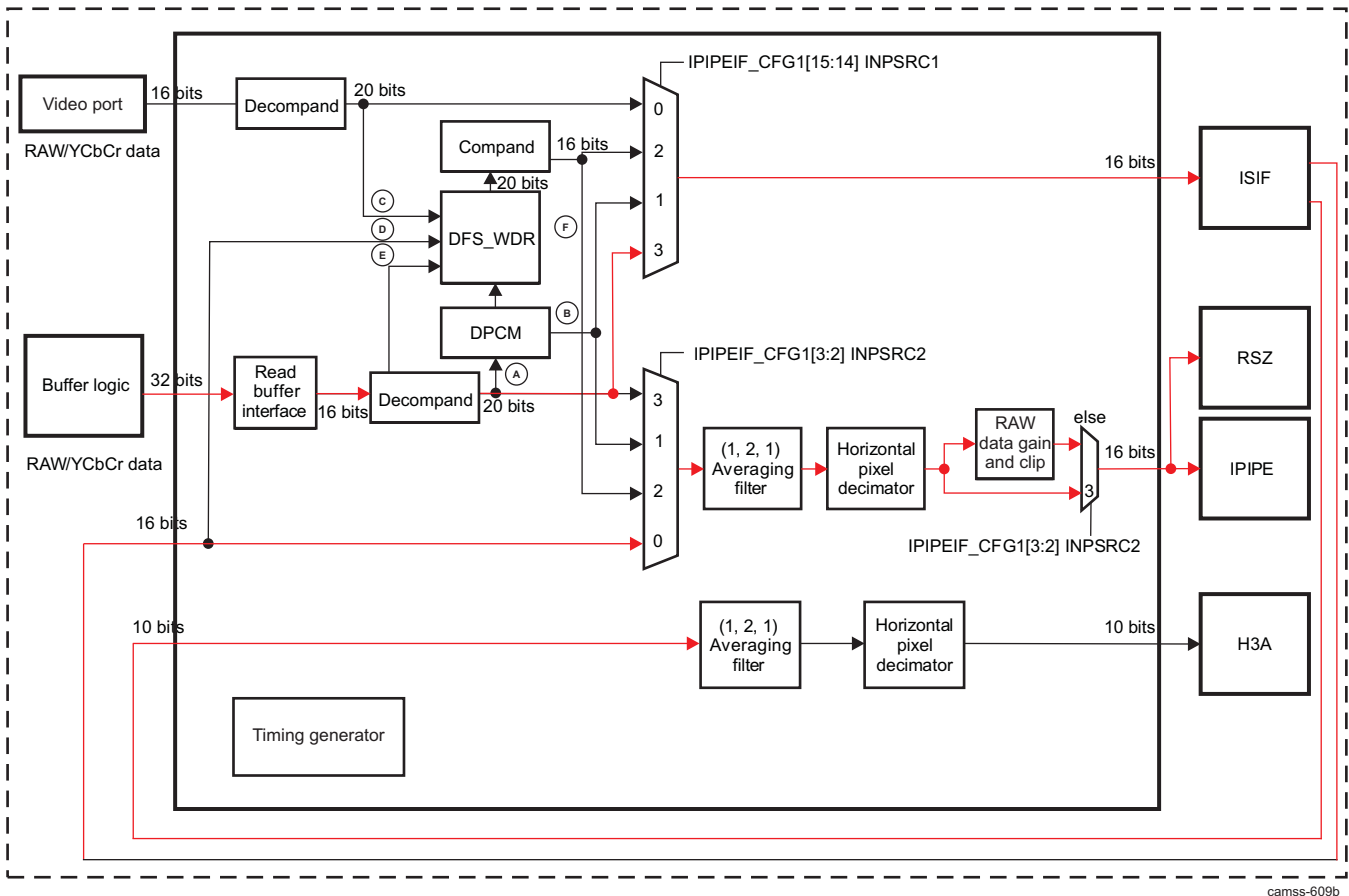 IPIPEIF_CFG1[15:14] INPSRC1
Video port
16 bits
Decompand
20 bits
RAW/YCbCr data
0
Compand
16 bits
2
20 bits
16 bits
ISIF
C
1
D
F
DFS_WDR
E
3
B
DPCM
IPIPEIF_CFG1[3:2] INPSRC2
RSZ
Buffer logic
32 bits
Read
buffer
interface
A
16 bits
Decompand
20 bits
3
RAW/YCbCr data
1
(1, 2, 1)
Averaging
filter
Horizontal
pixel
decimator
RAW
data gain
and clip
else
16 bits
IPIPE
2
3
16 bits
0
IPIPEIF_CFG1[3:2] INPSRC2
10 bits
(1, 2, 1)
Averaging
filter
Horizontal
pixel
decimator
10 bits
H3A
Timing generator
camss-609b